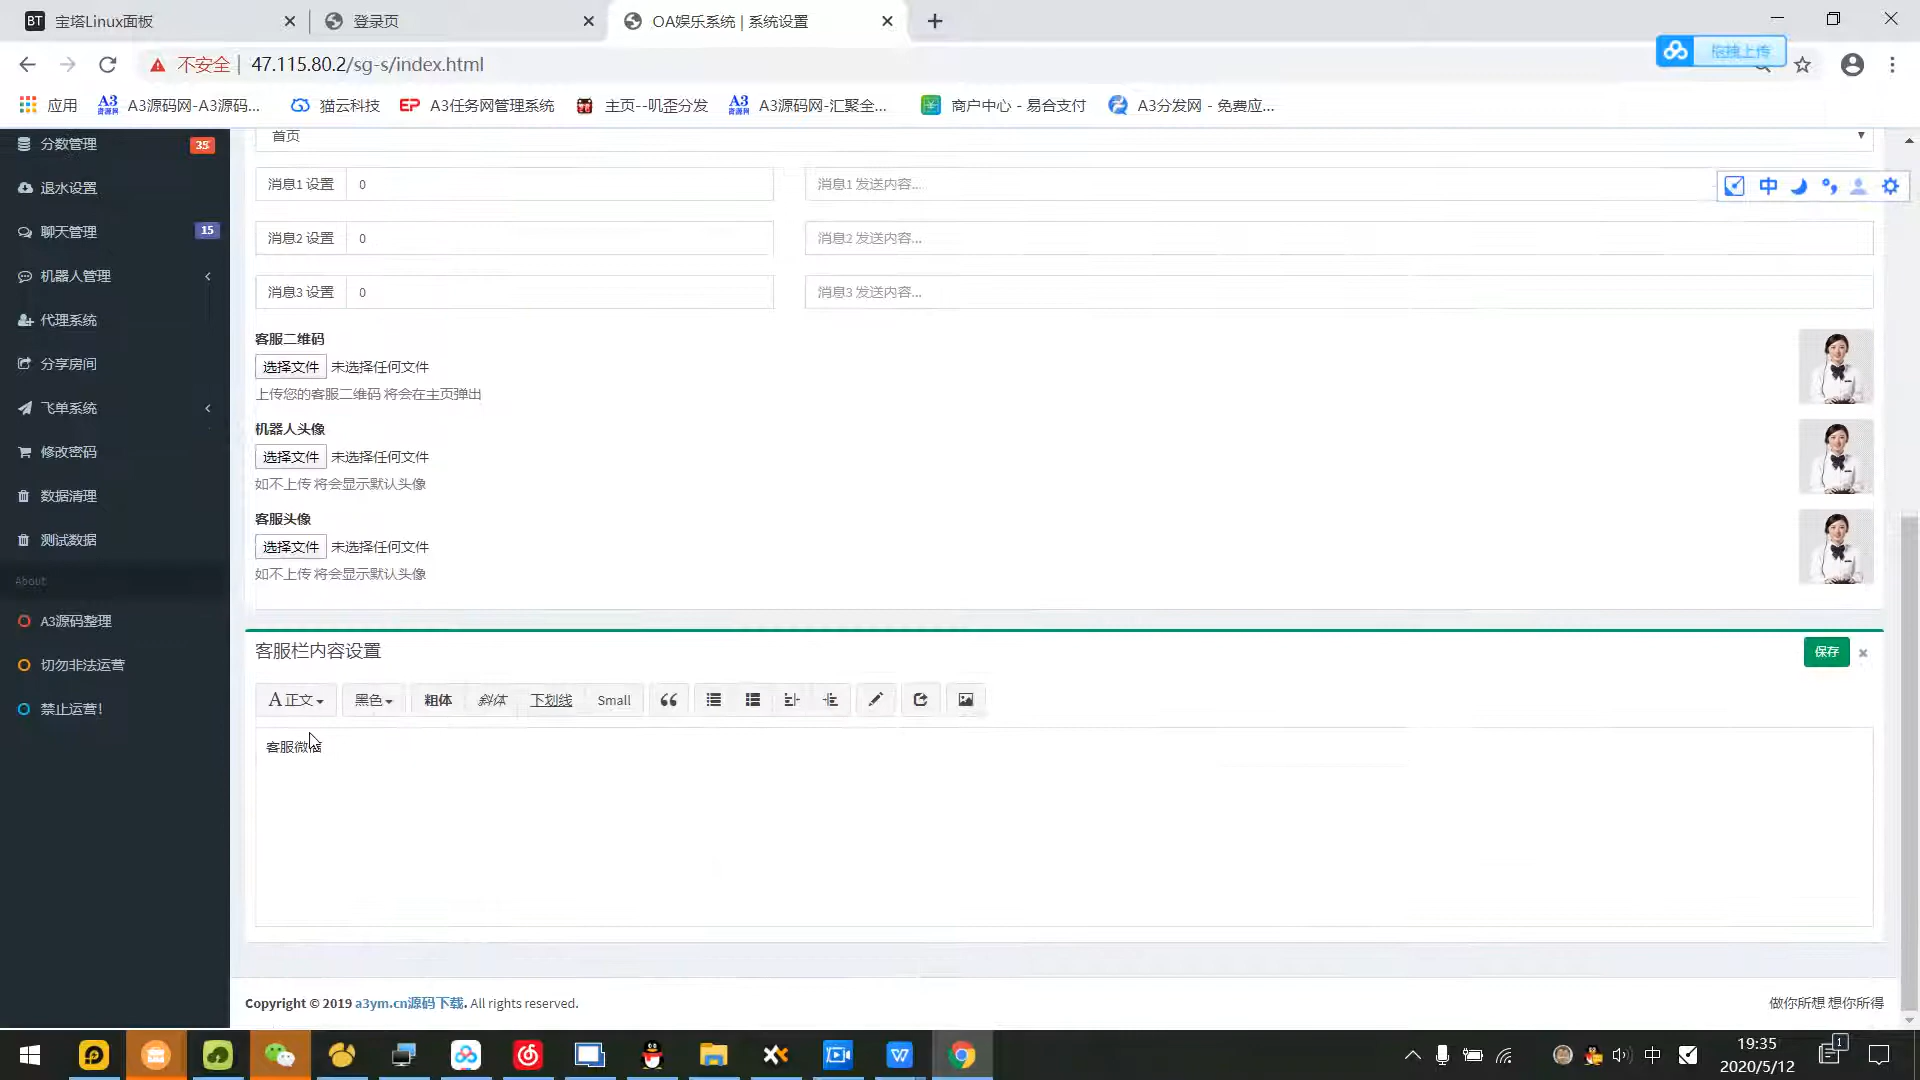 BT 宝塔Linux面板
登录页
OA娱乐系统 | 系统设置
不安全 | 47.115.80.2/sg-s/index.html
拖拽上传
应用
A3源码网-A3源码...
猫云科技
EP A3任务网管理系统
主页--叽歪分发
A3源码网-汇聚全...
商户中心 - 易合支付
A3分发网 - 免费应...
分数管理 35
退水设置
聊天管理 15
机器人管理
代理系统
分享房间
飞单系统
修改密码
数据清理
测试数据
About
A3源码整理
切勿非法运营
禁止运营!
首页
消息1 设置 0 消息1 发送内容...
中
消息2 设置 0 消息2 发送内容...
消息3 设置 0 消息3 发送内容...
客服二维码
选择文件 未选择任何文件
上传您的客服二维码 将会在主页弹出
机器人头像
选择文件 未选择任何文件
如不上传 将会显示默认头像
客服头像
选择文件 未选择任何文件
如不上传 将会显示默认头像
客服栏内容设置
保存
A 正文 黑色 粗体 斜体 下划线 Small
客服微信
Copyright © 2019 a3ym.cn源码下载. All rights reserved.
做你所想 想你所得
中
19:35
2020/5/12
1